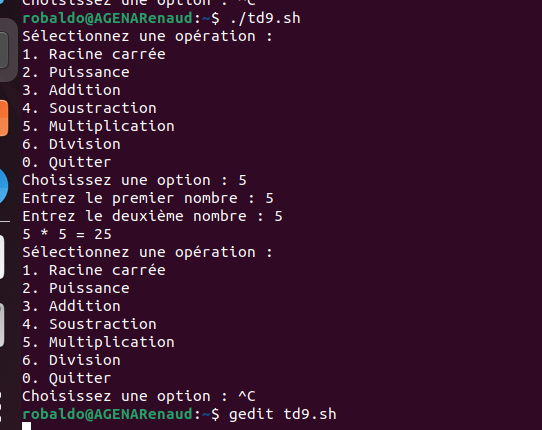 Choisissez une option : ^C
robaldo@AGENARenaud:~$ ./td9.sh
Sélectionnez une opération :
1. Racine carrée
2. Puissance
3. Addition
4. Soustraction
5. Multiplication
6. Division
0. Quitter
Choisissez une option : 5
Entrez le premier nombre : 5
Entrez le deuxième nombre : 5
5 * 5 = 25
Sélectionnez une opération :
1. Racine carrée
2. Puissance
3. Addition
4. Soustraction
5. Multiplication
6. Division
0. Quitter
Choisissez une option : ^C
robaldo@AGENARenaud:~$ gedit td9.sh